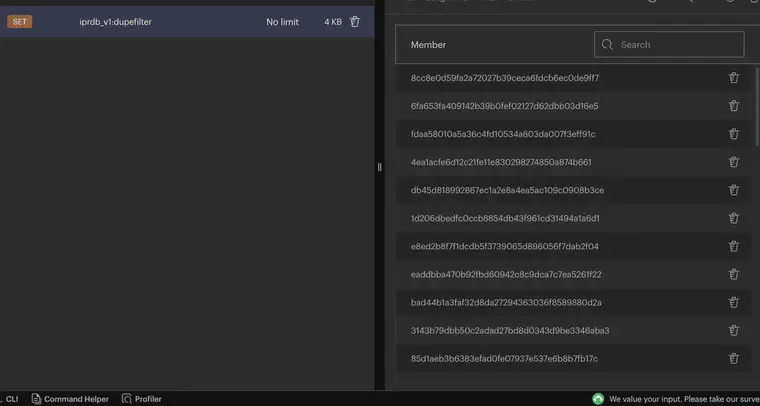 SET iprdb_v1:dupefilter No limit 4 KB
Member Search
8cc8e0d59fa2a72027b39ceca6fdcb6ec0de9ff7
6fa653fa409142b39b0fef02127d62dbb03d16e5
fdaa58010a5a36c4fd10534a603da007f3eff91c
4ea1acfe6d12c21fe11e830298274850a874b661
db45d818992867ec1a2e8a4ea5ac109c0908b3ce
1d206dbedfc0ccb8854db43f961cd31494a1a6d1
e8ed2b8f7f1dcdb5f3739065d896056f7dab2f04
eaddbba470b92fbd60942c8c9dca7c7ea5261f22
bad44b1a3faf32d8da27294363036f8589880d2a
3143b79dbb50c2adad27bd8d0343d9be3346aba3
85d1aeb3b6383efad0fe07937e537e6b8b7fb17c
CLI Command Helper Profiler We value your input. Please take our surve